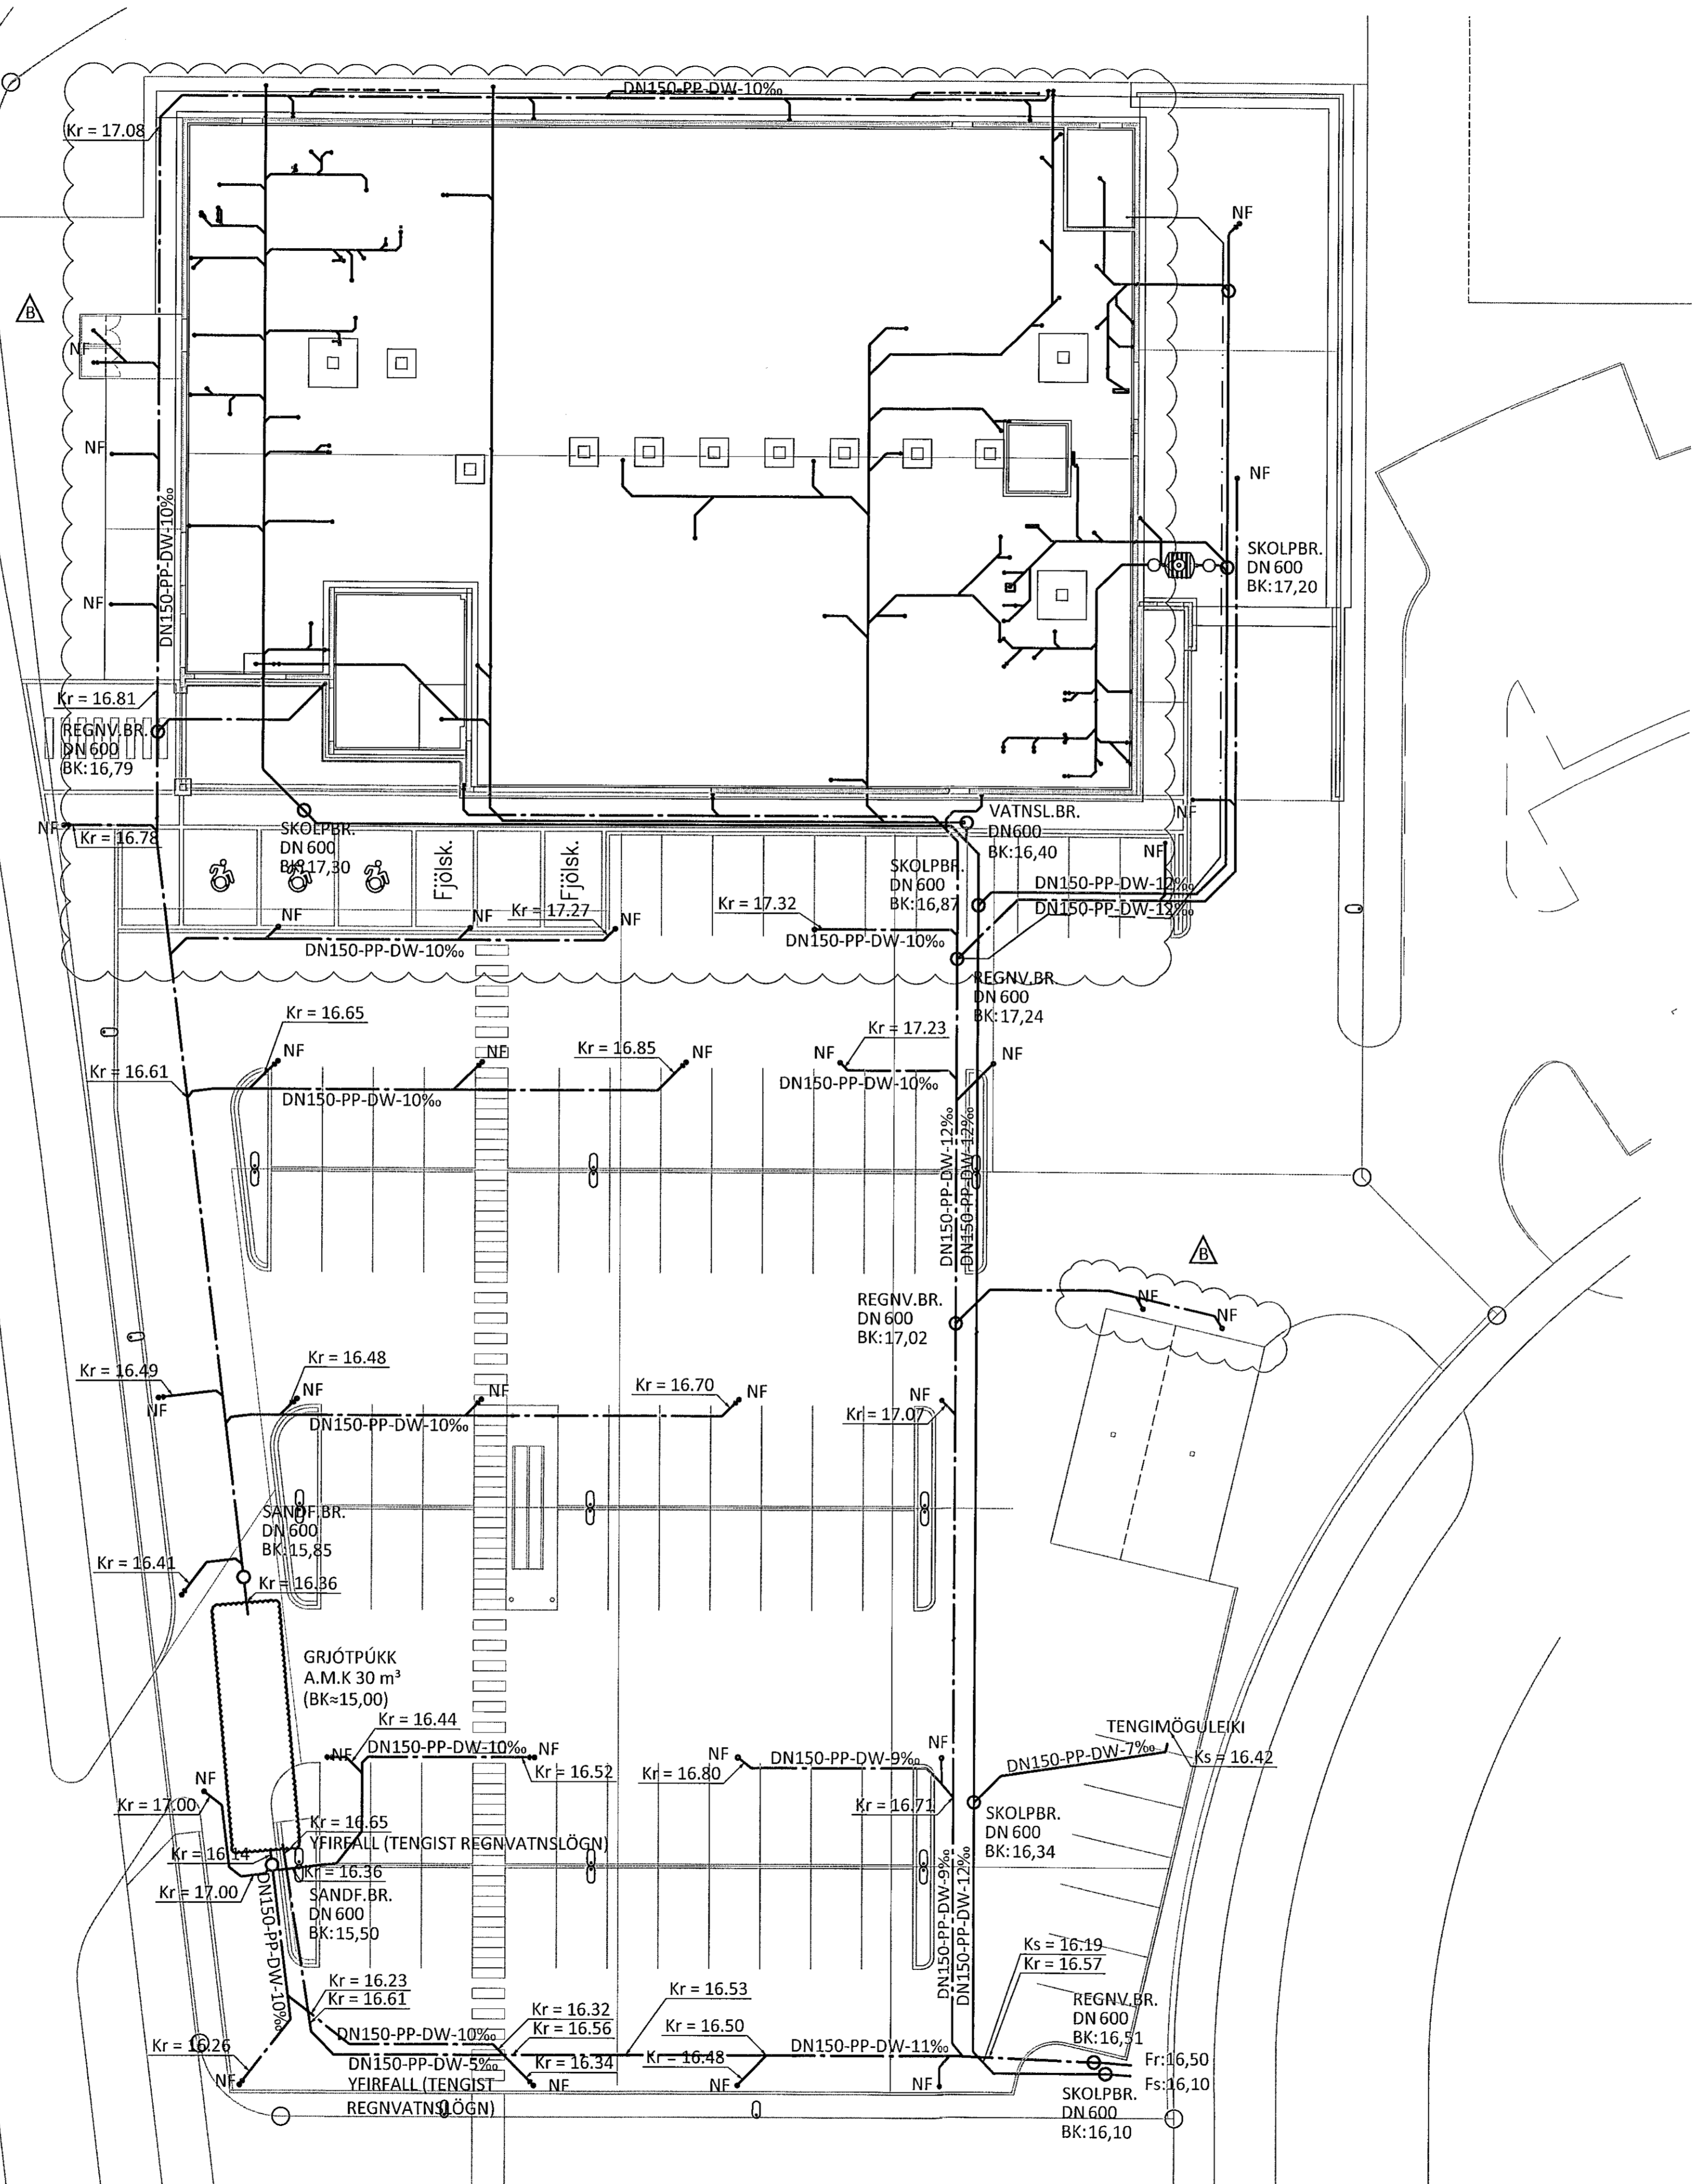 DN150-PP-DW-10‰
Kr = 17.08
NF
B
NF
NF
NF
NF
DN150-PP-DW-10‰
SKOLPBR.
DN 600
BK:17,20
Kr = 16.81
REGNV.BR.
DN 600
BK:16,79
NF
Kr = 16.78
SKOLPBR.
DN 600
BK:17,30
Fjölsk.
Fjölsk.
VATNSL.BR.
DN600
BK:16,40
NF
NF
SKOLPBR.
DN 600
BK:16,87
DN150-PP-DW-12‰
DN150-PP-DW-12‰
NF
NF
Kr = 17.27
NF
Kr = 17.32
DN150-PP-DW-10‰
DN150-PP-DW-10‰
REGNV.BR.
DN 600
BK:17,24
Kr = 16.65
Kr = 17.23
NF
NF
Kr = 16.85
NF
NF
NF
Kr = 16.61
DN150-PP-DW-10‰
DN150-PP-DW-10‰
DN150-PP-DW-12‰
DN150-PP-DW-12‰
B
REGNV.BR.
DN 600
BK:17,02
NF
NF
Kr = 16.49
Kr = 16.48
NF
NF
NF
Kr = 16.70
NF
NF
Kr = 17.07
DN150-PP-DW-10‰
SANDF.BR.
DN 600
BK:15,85
Kr = 16.41
Kr = 16.36
GRJÓTPÚKK
A.M.K 30 m³
(BK≈15,00)
Kr = 16.44
NF
DN150-PP-DW-10‰
NF
Kr = 16.52
NF
DN150-PP-DW-9‰
NF
Kr = 16.80
Kr = 16.71
TENGIMÖGULEIKI
DN150-PP-DW-7‰
Ks = 16.42
NF
Kr = 17.00
Kr = 16.65
YFIRFALL (TENGIST REGNVATNSLÖGN)
Kr = 16.14
Kr = 16.36
Kr = 17.00
SANDF.BR.
DN 600
BK:15,50
SKOLPBR.
DN 600
BK:16,34
DN150-PP-DW-10‰
DN150-PP-DW-9‰
DN150-PP-DW-12‰
Ks = 16.19
Kr = 16.57
Kr = 16.23
Kr = 16.61
Kr = 16.53
Kr = 16.32
Kr = 16.56
Kr = 16.50
REGNV.BR.
DN 600
BK:16,51
Kr = 16.26
DN150-PP-DW-10‰
DN150-PP-DW-11‰
NF
DN150-PP-DW-5‰
YFIRFALL (TENGIST
REGNVATNSLÖGN)
Kr = 16.34
NF
Kr = 16.48
NF
NF
Fr:16,50
Fs:16,10
SKOLPBR.
DN 600
BK:16,10